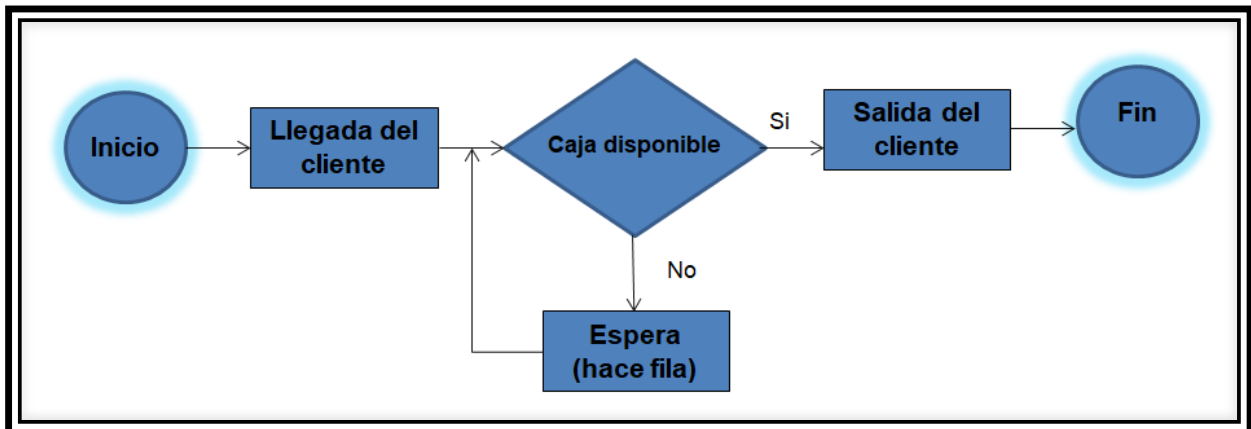 Inicio
Llegada del
cliente
Caja disponible
Si
Salida del
cliente
Fin
No
Espera
(hace fila)